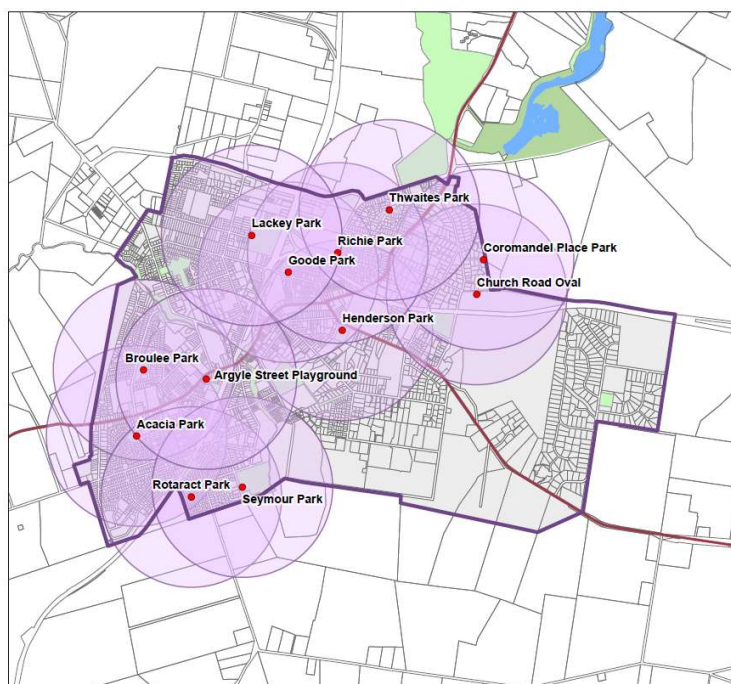 Thwaites Park
Lackey Park
Richie Park
Coromandel Place Park
Goode Park
Church Road Oval
Henderson Park
Broulee Park
Argyle Street Playground
Acacia Park
Rotaract Park
Seymour Park